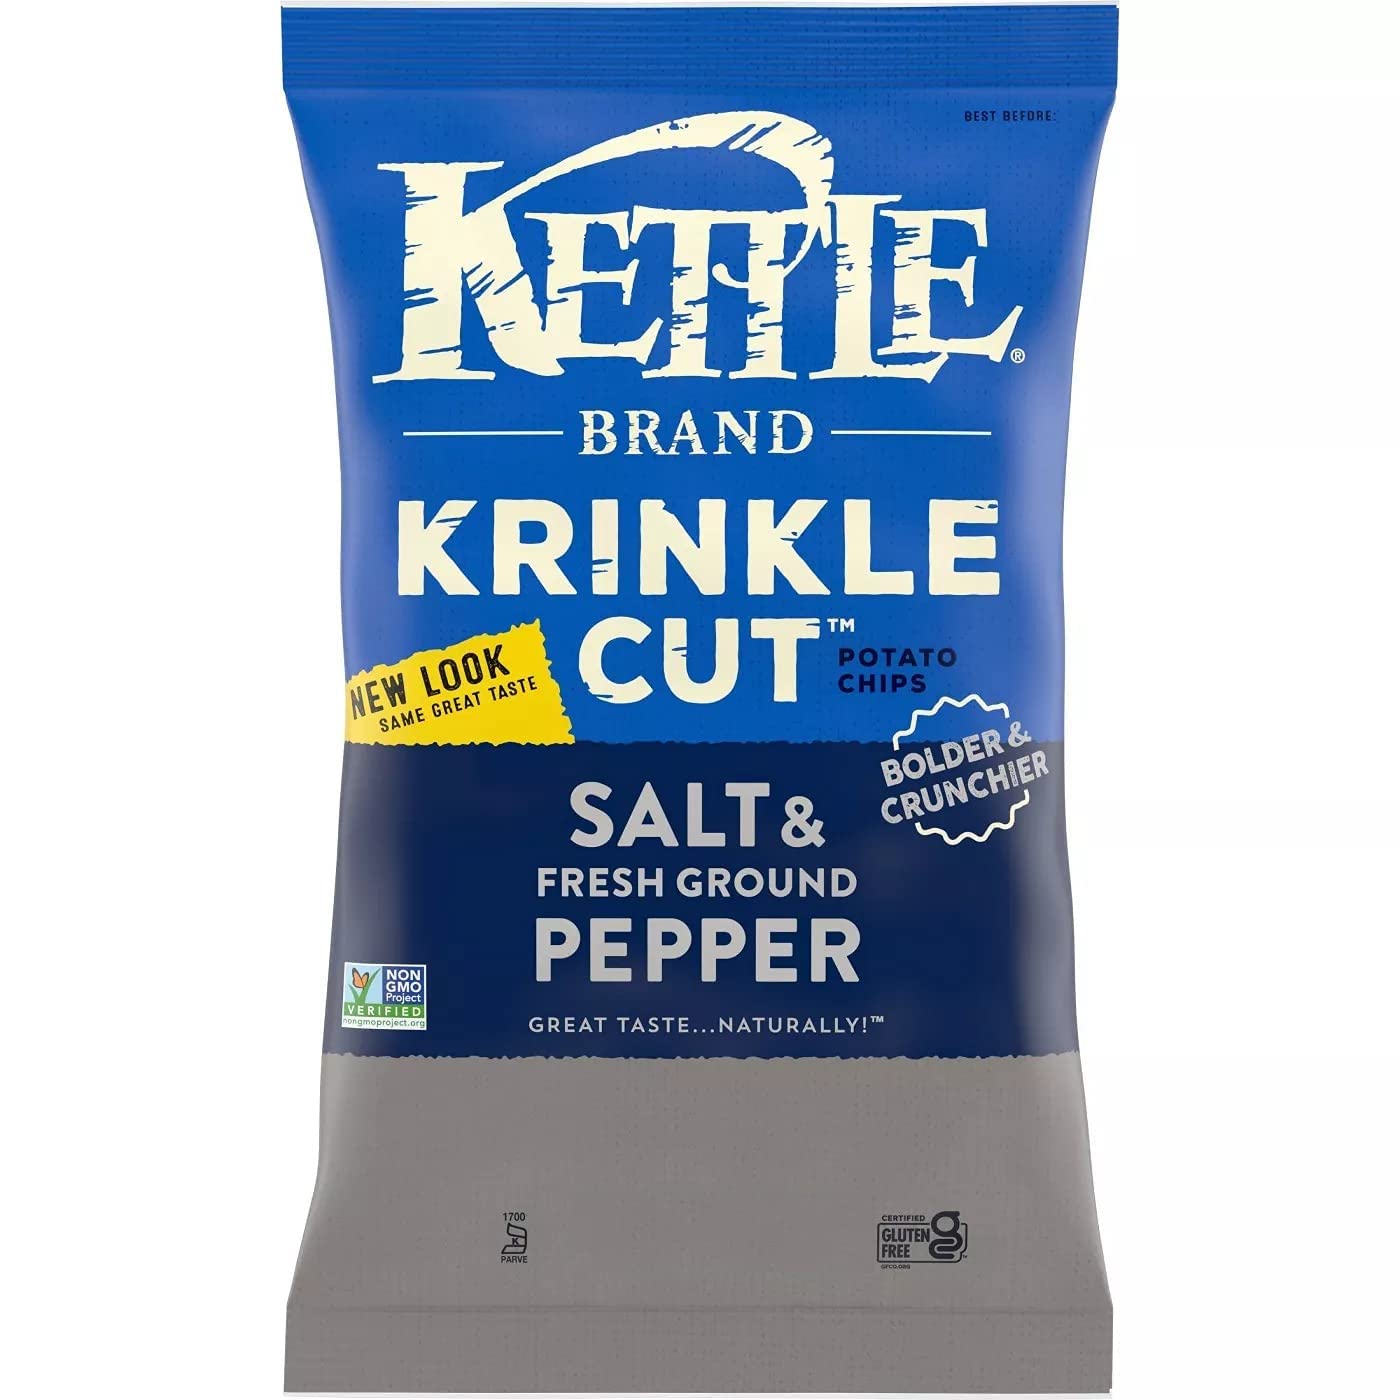 BEST BEFORE:
KETTLE®
BRAND
KRINKLE
CUT™
POTATO
CHIPS
NEW LOOK
SAME GREAT TASTE
BOLDER &
CRUNCHIER
SALT &
FRESH GROUND
PEPPER
GREAT TASTE...NATURALLY!™
NON
GMO
Project
VERIFIED
nongmoproject.org
1700
K
PARVE
CERTIFIED
GLUTEN
FREE
GFCO.ORG